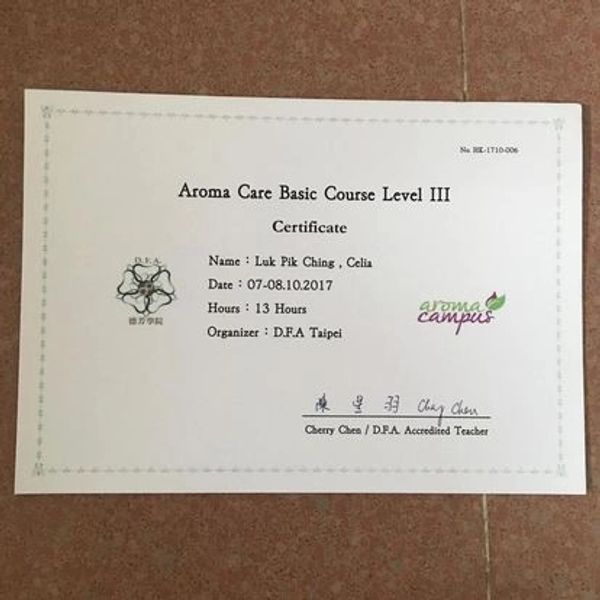 No. HK-1710-006
Aroma Care Basic Course Level III
Certificate
D.F.A.
德芳學院
Name : Luk Pik Ching , Celia
Date : 07-08.10.2017
Hours : 13 Hours
Organizer : D.F.A Taipei
aroma
campus
陳 星 羽 Cherry Chen
Cherry Chen / D.F.A. Accredited Teacher